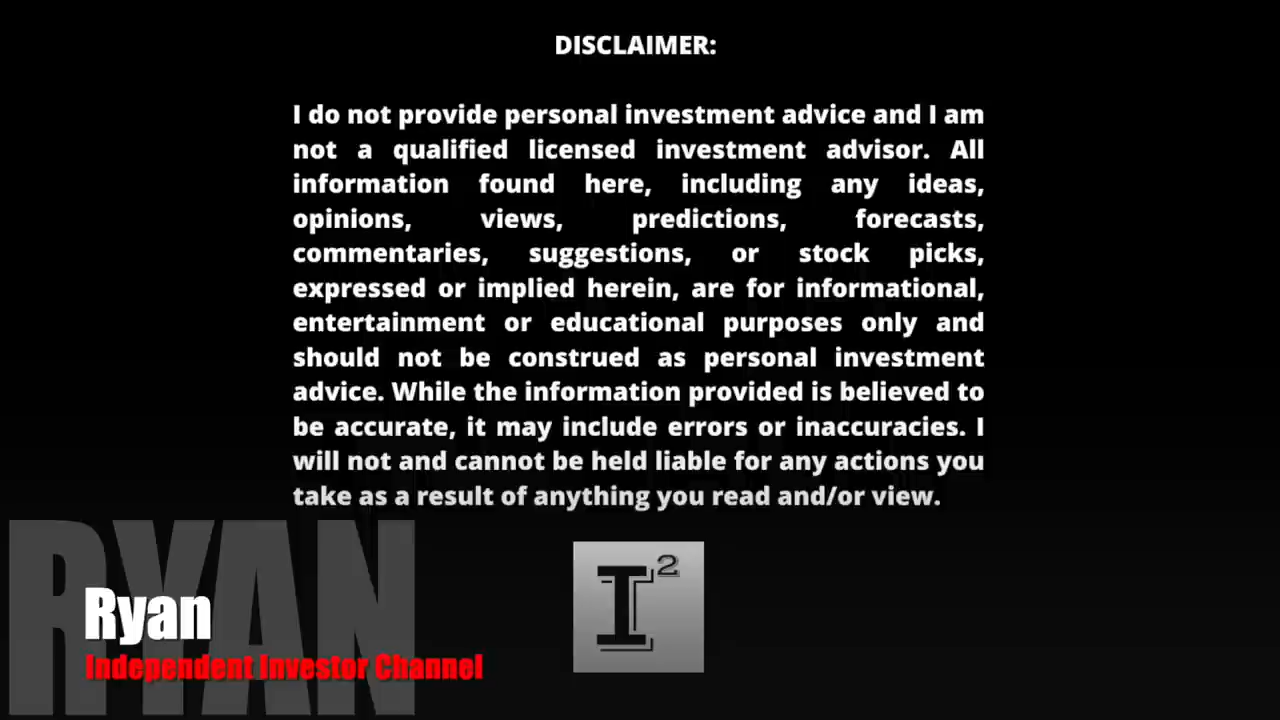 DISCLAIMER:
I do not provide personal investment advice and I am
not a qualified licensed investment advisor. All
information found here, including any ideas,
opinions, views, predictions, forecasts,
commentaries, suggestions, or stock picks,
expressed or implied herein, are for informational,
entertainment or educational purposes only and
should not be construed as personal investment
advice. While the information provided is believed to
be accurate, it may include errors or inaccuracies. I
will not and cannot be held liable for any actions you
take as a result of anything you read and/or view.
RYAN
Ryan
Independent Investor Channel
I²